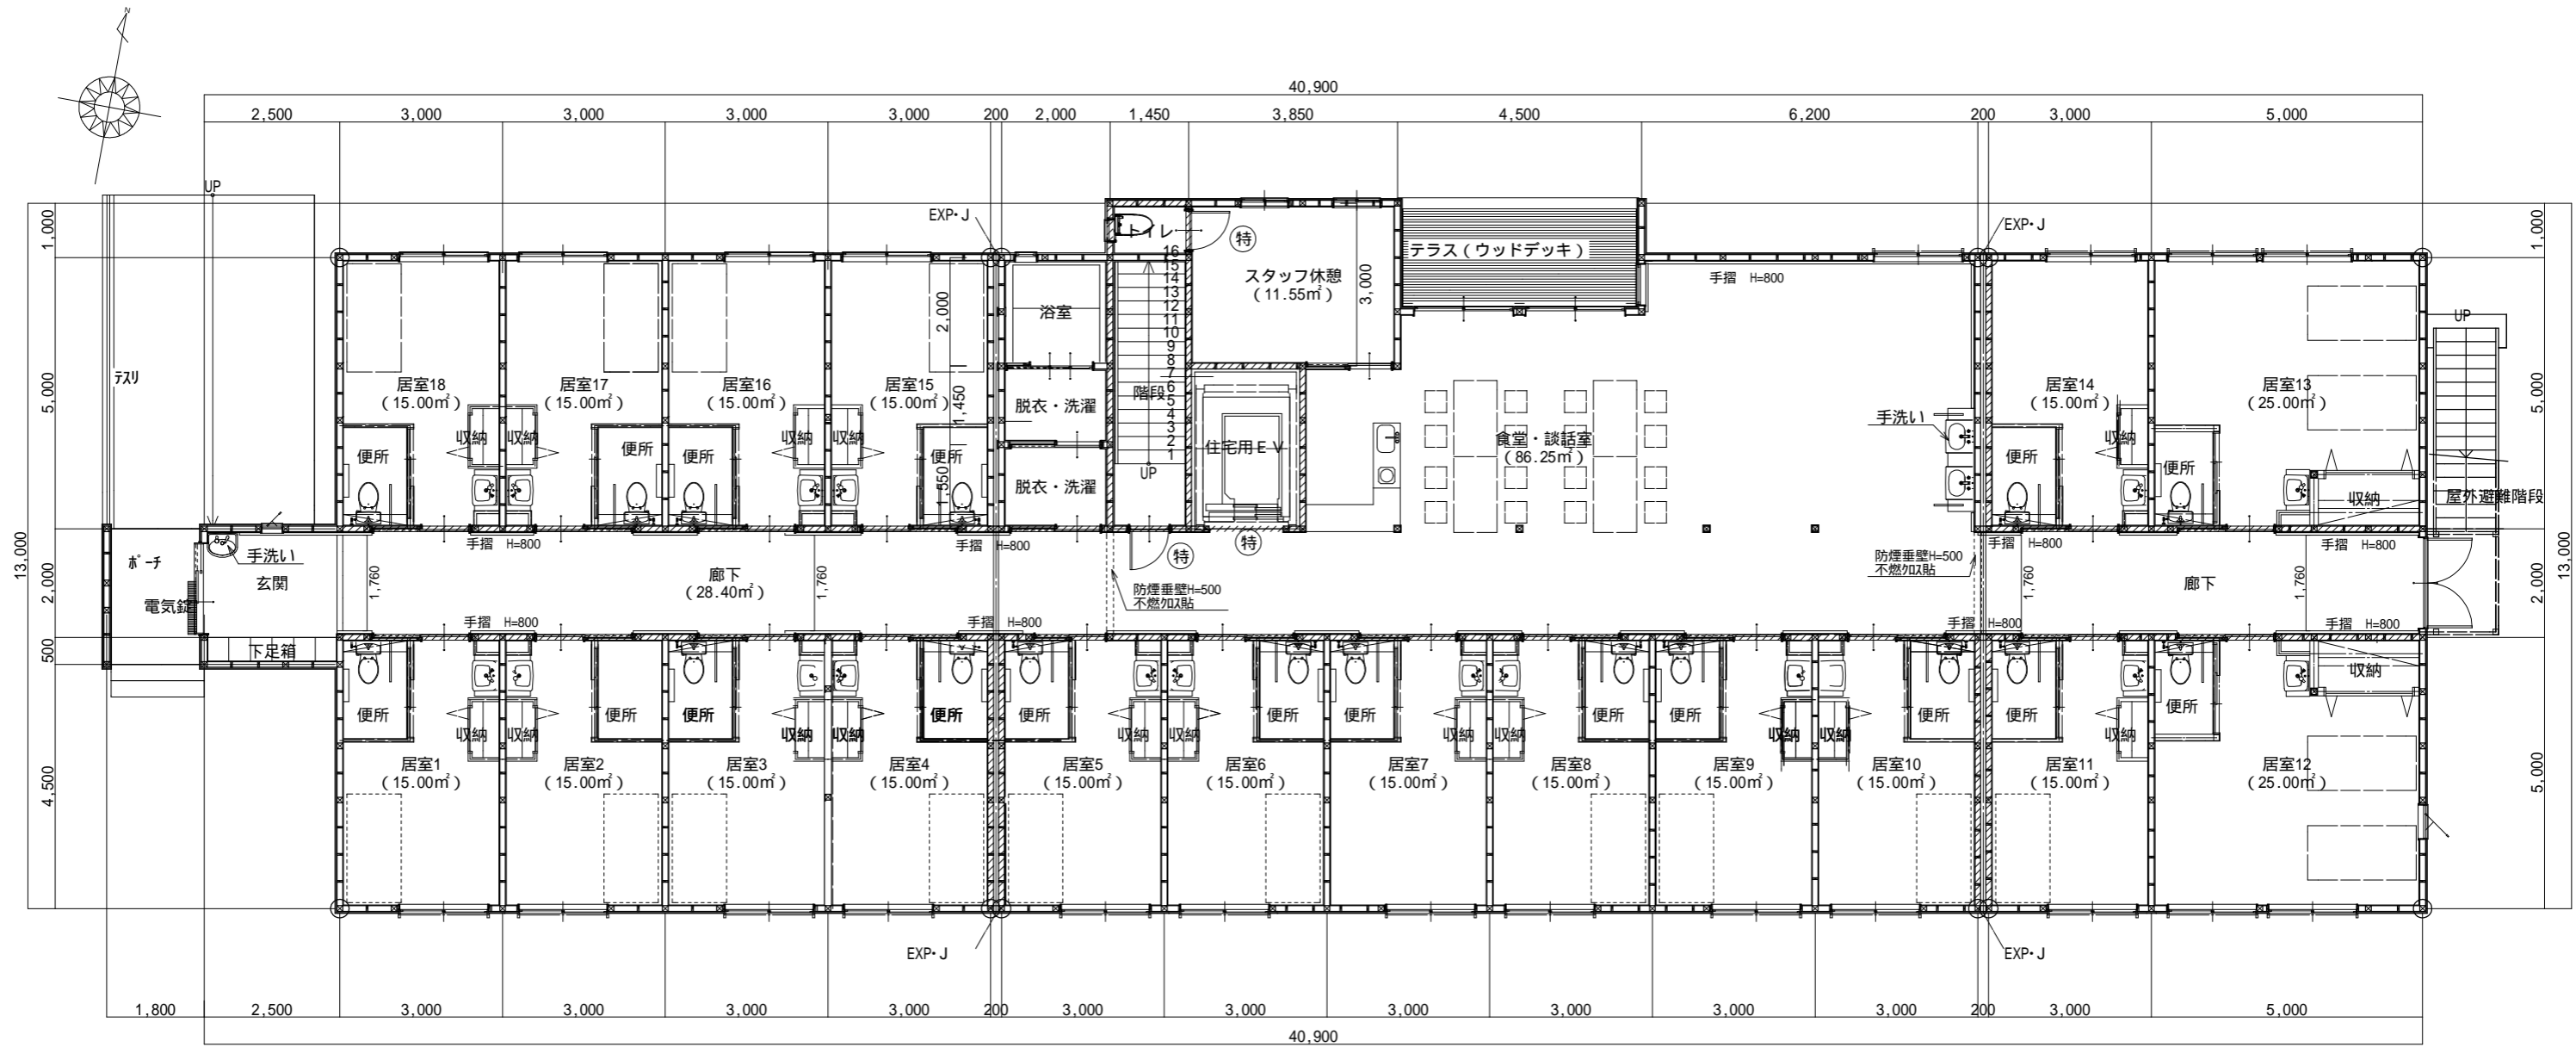 N
40,900
2,500 3,000 3,000 3,000 3,000 200 2,000 1,450 3,850 4,500 6,200 200 3,000 5,000
UP
EXP・J
EXP・J
1,000
1,000
トイレ
特
テラス（ウッドデッキ）
手摺 H=800
スタッフ休憩
（11.55㎡）
3,000
浴室
2,000
16
15
14
13
12
11
10
9
8
7
6
5
4
3
2
1
UP
階段
UP
テスリ
5,000
5,000
居室18
（15.00㎡）
居室17
（15.00㎡）
居室16
（15.00㎡）
居室15
（15.00㎡）
1,450
脱衣・洗濯
居室14
（15.00㎡）
居室13
（25.00㎡）
手洗い
収納
収納
収納
収納
収納
便所
便所
便所
便所
住宅用ＥＶ
食堂・談話室
（86.25㎡）
便所
便所
1,550
脱衣・洗濯
収納
屋外避難階段
手摺 H=800
手摺 H=800
特
特
手摺 H=800
手摺 H=800
13,000
2,000
ポーチ
手洗い
玄関
電気錠
1,760
廊下
（28.40㎡）
1,760
防煙垂壁H=500
不燃クロス貼
防煙垂壁H=500
不燃クロス貼
1,760
廊下
1,760
2,000
13,000
手摺 H=800
手摺 H=800
手摺 H=800
手摺 H=800
500
下足箱
収納
便所
便所
便所
便所
便所
便所
便所
便所
便所
便所
便所
便所
収納
収納
収納
収納
収納
収納
収納
収納
収納
収納
収納
4,500
5,000
居室1
（15.00㎡）
居室2
（15.00㎡）
居室3
（15.00㎡）
居室4
（15.00㎡）
居室5
（15.00㎡）
居室6
（15.00㎡）
居室7
（15.00㎡）
居室8
（15.00㎡）
居室9
（15.00㎡）
居室10
（15.00㎡）
居室11
（15.00㎡）
居室12
（25.00㎡）
EXP・J
EXP・J
1,800 2,500 3,000 3,000 3,000 3,000 200 3,000 3,000 3,000 3,000 3,000 3,000 200 3,000 5,000
40,900